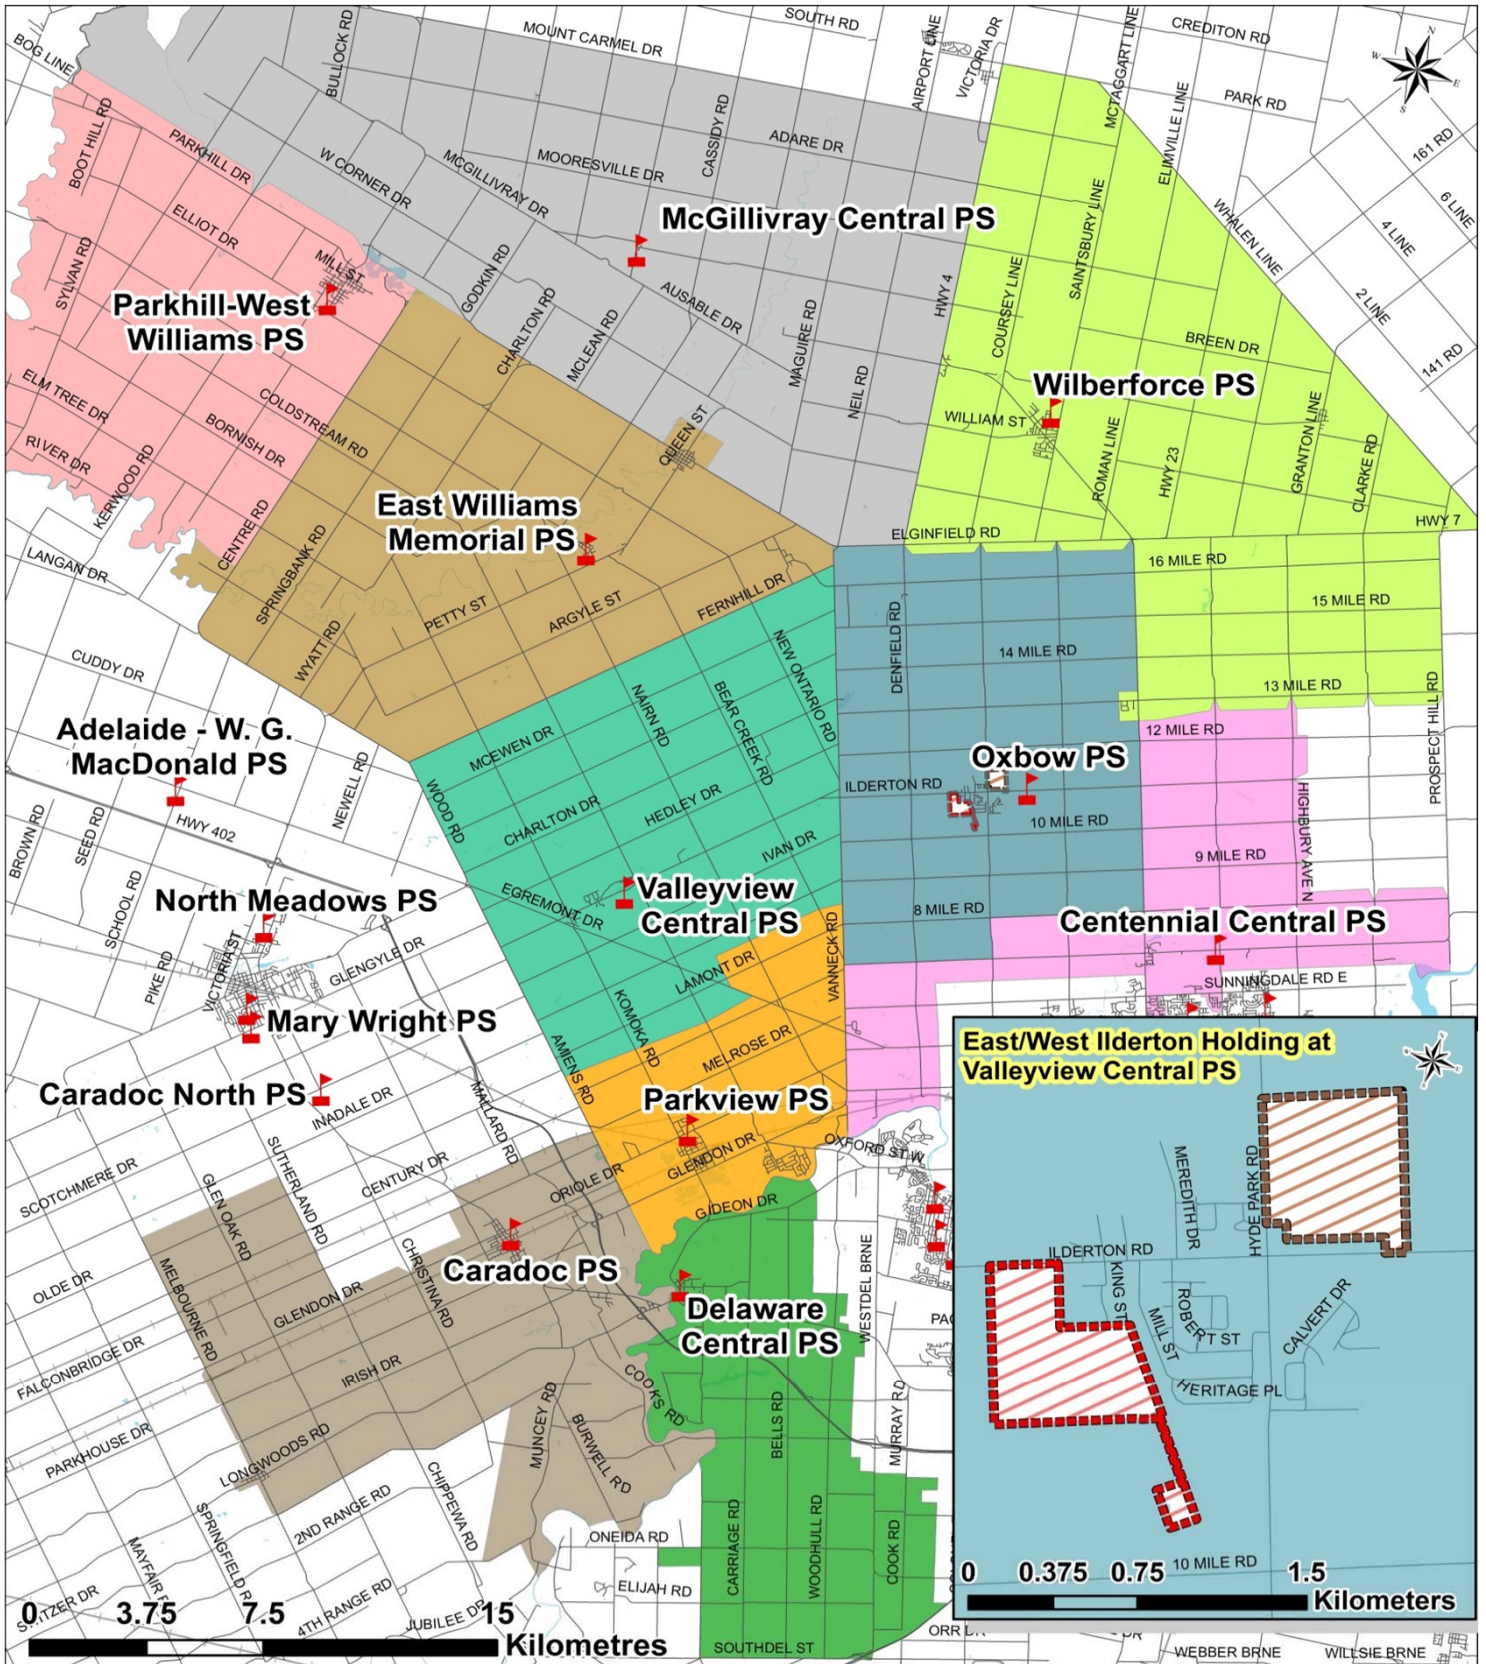 SOUTH RD
CREDITON RD
MOUNT CARMEL DR
BOG LINE
BULLOCK RD
AIRPORT LINE
VICTORIA DR
MCTAGGART LINE
N
W
E
S
PARK RD
ELIMVILLE LINE
161 RD
BOOT HILL RD
PARKHILL DR
CASSIDY RD
ADARE DR
MOORESVILLE DR
W CORNER DR
MCGILLIVRAY DR
6 LINE
4 LINE
WHALEN LINE
SAINTSBURY LINE
McGillivray Central PS
ELLIOT DR
SYLVAN RD
MILL ST
GODKIN RD
AUSABLE DR
HWY 4
COURSEY LINE
2 LINE
Parkhill-West
Williams PS
CHARLTON RD
MCLEAN RD
MAGUIRE RD
NEIL RD
BREEN DR
141 RD
Wilberforce PS
ELM TREE DR
COLDSTREAM RD
BORNISH DR
QUEEN ST
WILLIAM ST
GRANTON LINE
RIVER DR
KERWOOD RD
ROMAN LINE
HWY 23
CLARKE RD
East Williams
Memorial PS
CENTRE RD
SPRINGBANK RD
ELGINFIELD RD
HWY 7
LANGAN DR
16 MILE RD
FERNHILL DR
PETTY ST
ARGYLE ST
15 MILE RD
WYATT RD
NEW ONTARIO RD
DENFIELD RD
14 MILE RD
CUDDY DR
NAIRN RD
BEAR CREEK RD
13 MILE RD
PROSPECT HILL RD
Adelaide - W. G.
MacDonald PS
MCEWEN DR
12 MILE RD
Oxbow PS
NEWELL RD
WOOD RD
ILDERTON RD
BROWN RD
SEED RD
HWY 402
CHARLTON DR
HEDLEY DR
10 MILE RD
HIGHBURY AVE N
IVAN DR
9 MILE RD
SCHOOL RD
North Meadows PS
EGREMONT DR
Valleyview
Central PS
8 MILE RD
Centennial Central PS
VICTORIA ST
PIKE RD
GLENGYLE DR
LAMONT DR
VANNECK RD
SUNNINGDALE RD E
Mary Wright PS
KOMOKA RD
MELROSE DR
AMIENS RD
East/West Ilderton Holding at
Valleyview Central PS
Caradoc North PS
INADALE DR
MALLARD RD
Parkview PS
OXFORD ST W
GLENDON DR
SCOTCHMERE DR
SUTHERLAND RD
CENTURY DR
ORIOLE DR
GIDEON DR
GLEN OAK RD
MEREDITH DR
HYDE PARK RD
ILDERTON RD
Caradoc PS
WESTDEL BRNE
OLDE DR
MELBOURNE RD
CHRISTINA RD
GLENDON DR
Delaware
Central PS
KING ST
MILL ST
ROBERT ST
CALVERT DR
HERITAGE PL
FALCONBRIDGE DR
IRISH DR
COOKS RD
MUNCEY RD
BURWELL RD
BELLS RD
MURRAY RD
PARKHOUSE DR
LONGWOODS RD
CHIPPEWA RD
SPRINGFIELD R
2ND RANGE RD
MAYFAIR
ONEIDA RD
CARRIAGE RD
WOODHULL RD
COOK RD
10 MILE RD
0 0.375 0.75 1.5
Kilometers
4TH RANGE RD
ELIJAH RD
JUBILEE DR
0 3.75 7.5 15
Kilometres
SOUTHDEL ST
WEBBER BRNE
WILLSIE BRNE